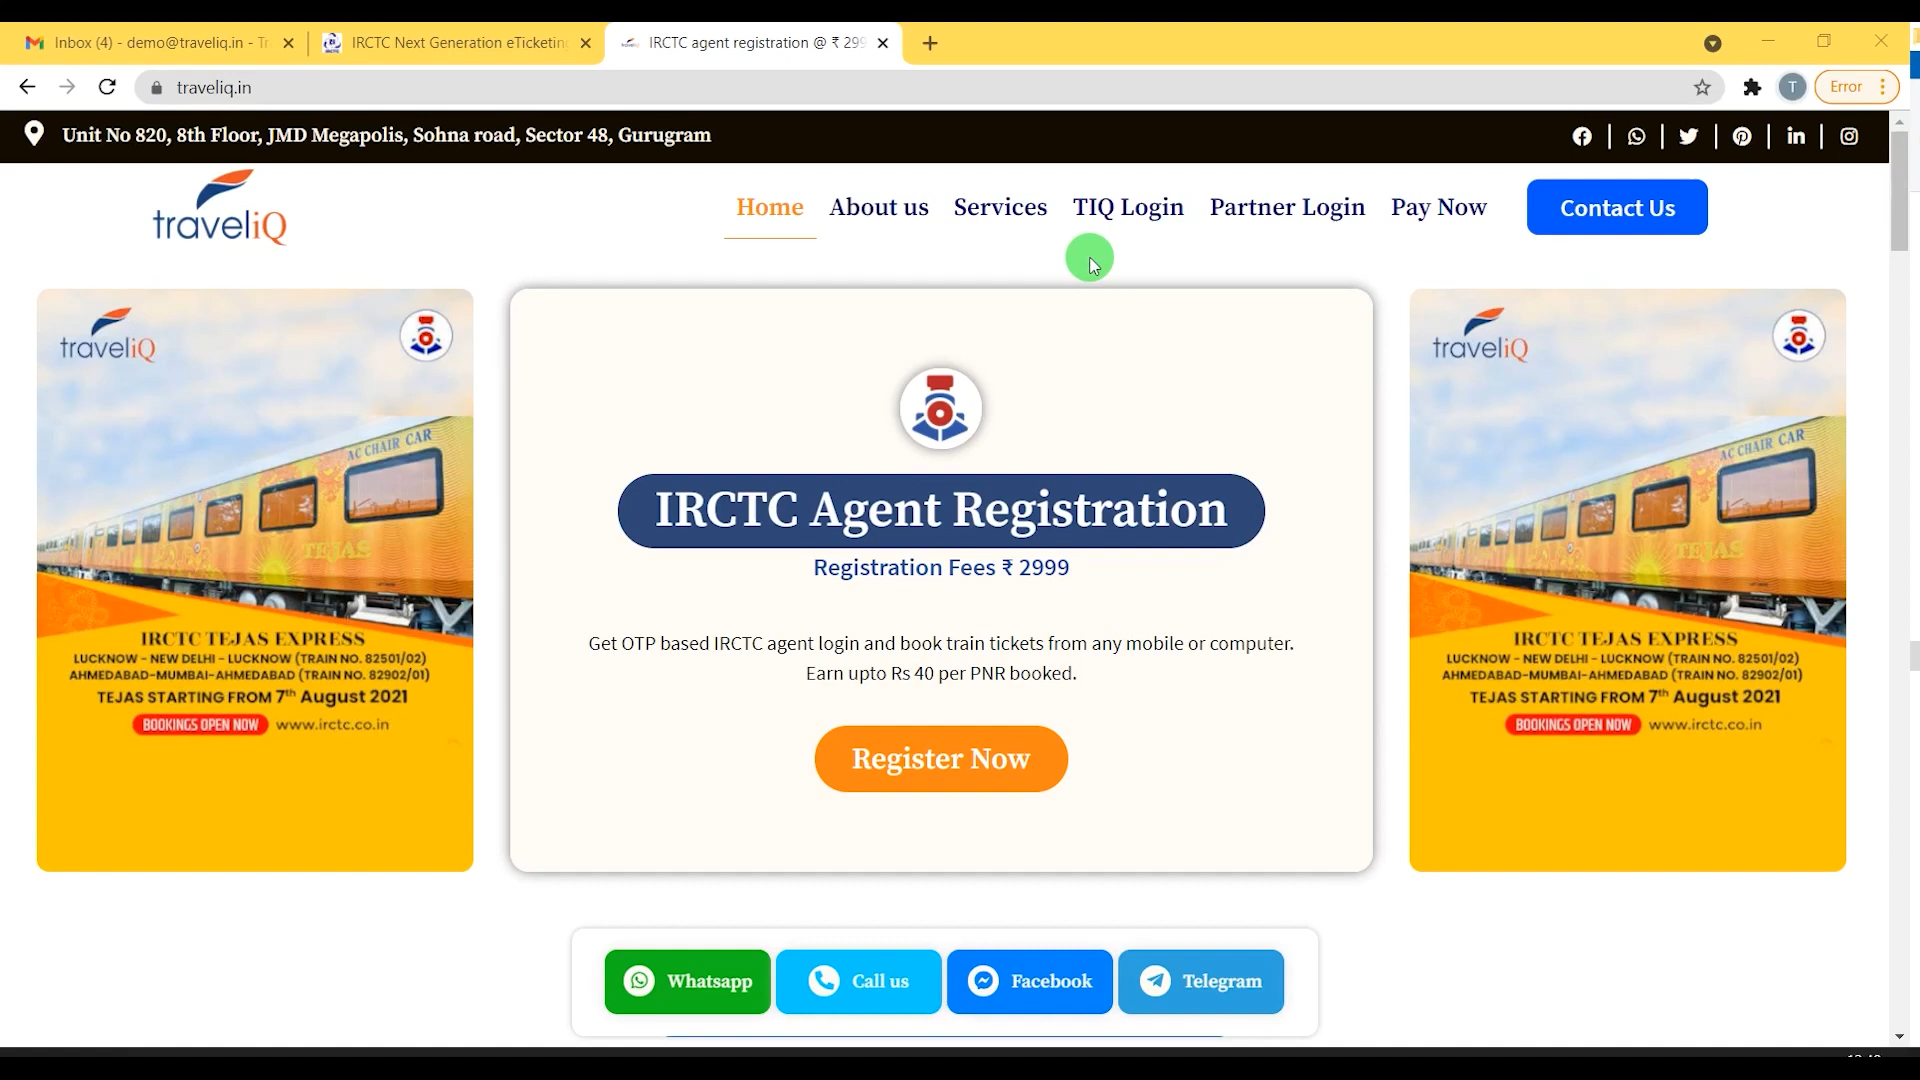 Inbox (4) - demo@traveliq.in - Tr
IRCTC Next Generation eTicketing
IRCTC agent registration @ ₹ 299
traveliq.in
T
Error
Unit No 820, 8th Floor, JMD Megapolis, Sohna road, Sector 48, Gurugram
traveliQ
Home
About us
Services
TIQ Login
Partner Login
Pay Now
Contact Us
traveliQ
AC CHAIR CAR
TEJAS
IRCTC TEJAS EXPRESS
LUCKNOW – NEW DELHI – LUCKNOW (TRAIN NO. 82501/02)
AHMEDABAD-MUMBAI-AHMEDABAD (TRAIN NO. 82902/01)
TEJAS STARTING FROM 7th August 2021
BOOKINGS OPEN NOW www.irctc.co.in
IRCTC Agent Registration
Registration Fees ₹ 2999
Get OTP based IRCTC agent login and book train tickets from any mobile or computer.
Earn upto Rs 40 per PNR booked.
Register Now
traveliQ
AC CHAIR CAR
TEJAS
IRCTC TEJAS EXPRESS
LUCKNOW – NEW DELHI – LUCKNOW (TRAIN NO. 82501/02)
AHMEDABAD-MUMBAI-AHMEDABAD (TRAIN NO. 82902/01)
TEJAS STARTING FROM 7th August 2021
BOOKINGS OPEN NOW www.irctc.co.in
Whatsapp
Call us
Facebook
Telegram